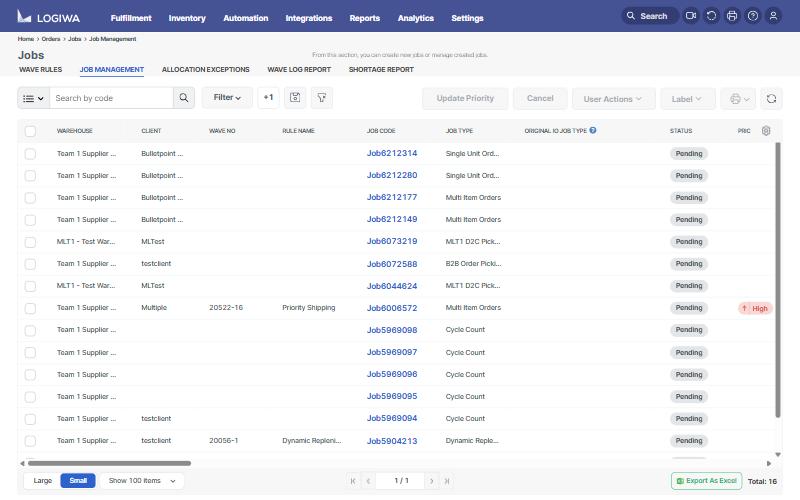 LOGIWA Fulfillment Inventory Automation Integrations Reports Analytics Settings Search
Home > Orders > Jobs > Job Management
Jobs
From this section, you can create new jobs or manage created jobs.
WAVE RULES JOB MANAGEMENT ALLOCATION EXCEPTIONS WAVE LOG REPORT SHORTAGE REPORT
Search by code Filter +1 Update Priority Cancel User Actions Label
WAREHOUSE CLIENT WAVE NO RULE NAME JOB CODE JOB TYPE ORIGINAL IO JOB TYPE ? STATUS PRIC
Team 1 Supplier ... Bulletpoint ... Job6212314 Single Unit Ord... Pending
Team 1 Supplier ... Bulletpoint ... Job6212280 Single Unit Ord... Pending
Team 1 Supplier ... Bulletpoint ... Job6212177 Multi Item Orders Pending
Team 1 Supplier ... Bulletpoint ... Job6212149 Multi Item Orders Pending
MLT1 - Test War... MLTest Job6073219 MLT1 D2C Pick... Pending
Team 1 Supplier ... testclient Job6072588 B2B Order Picki... Pending
MLT1 - Test War... MLTest Job6044624 MLT1 D2C Pick... Pending
Team 1 Supplier ... Multiple 20522-16 Priority Shipping Job6006572 Multi Item Orders Pending ↑ High
Team 1 Supplier ... Job5969098 Cycle Count Pending
Team 1 Supplier ... Job5969097 Cycle Count Pending
Team 1 Supplier ... Job5969096 Cycle Count Pending
Team 1 Supplier ... Job5969095 Cycle Count Pending
Team 1 Supplier ... testclient Job5969094 Cycle Count Pending
Team 1 Supplier ... testclient 20056-1 Dynamic Repleni... Job5904213 Dynamic Reple... Pending
Large Small Show 100 items 1 / 1 Export As Excel Total: 16